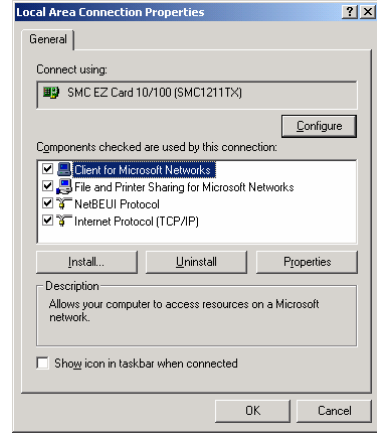 Local Area Connection Properties
General
Connect using:
SMC EZ Card 10/100 (SMC1211TX)
Configure
Components checked are used by this connection:
Client for Microsoft Networks
File and Printer Sharing for Microsoft Networks
NetBEUI Protocol
Internet Protocol (TCP/IP)
Install... Uninstall Properties
Description
Allows your computer to access resources on a Microsoft
network.
Show icon in taskbar when connected
OK Cancel